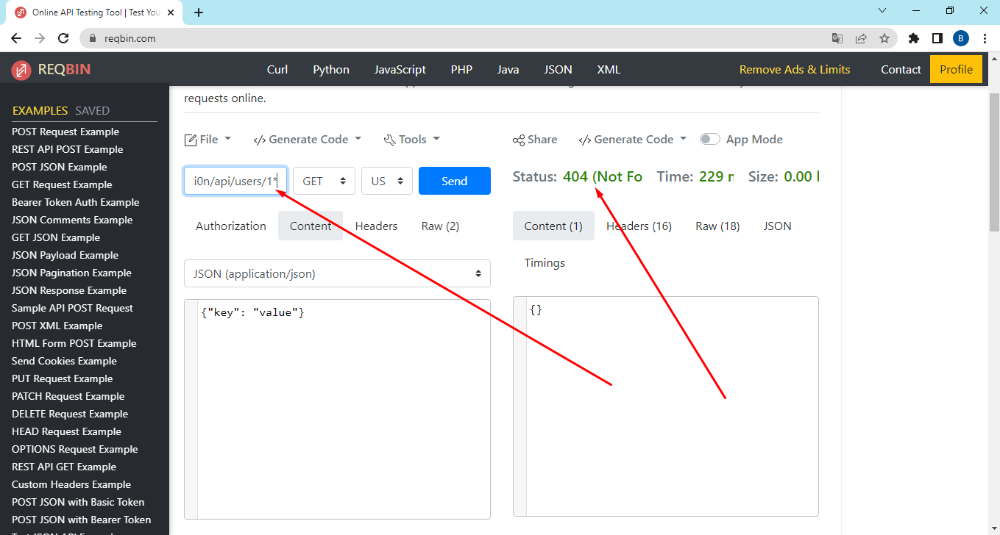 Online API Testing Tool | Test You
reqbin.com
B
REQBIN
Curl Python JavaScript PHP Java JSON XML
Remove Ads & Limits Contact Profile
requests online.
EXAMPLES SAVED
POST Request Example
REST API POST Example
POST JSON Example
GET Request Example
Bearer Token Auth Example
JSON Comments Example
GET JSON Example
JSON Payload Example
JSON Pagination Example
JSON Response Example
Sample API POST Request
POST XML Example
HTML Form POST Example
Send Cookies Example
PUT Request Example
PATCH Request Example
DELETE Request Example
HEAD Request Example
OPTIONS Request Example
REST API GET Example
Custom Headers Example
POST JSON with Basic Token
POST JSON with Bearer Token
File </> Generate Code Tools
i0n/api/users/1* GET US Send
Authorization Content Headers Raw (2)
JSON (application/json)
{"key": "value"}
Share </> Generate Code App Mode
Status: 404 (Not Fo Time: 229 m Size: 0.00
Content (1) Headers (16) Raw (18) JSON
Timings
{}